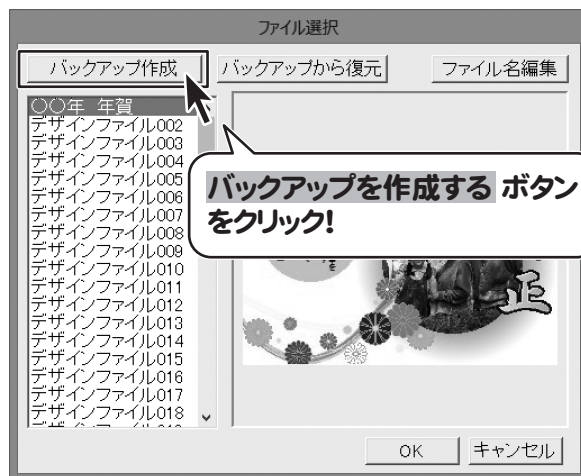 ファイル選択
バックアップ作成 バックアップから復元 ファイル名編集
〇〇年 年賀
デザインファイル002
デザインファイル003
デザインファイル004
デザインファイル005
デザインファイル006
デザインファイル007
デザインファイル008
デザインファイル009
デザインファイル010
デザインファイル011
デザインファイル012
デザインファイル013
デザインファイル014
デザインファイル015
デザインファイル016
デザインファイル017
デザインファイル018
バックアップを作成する ボタン
をクリック!
正
OK キャンセル